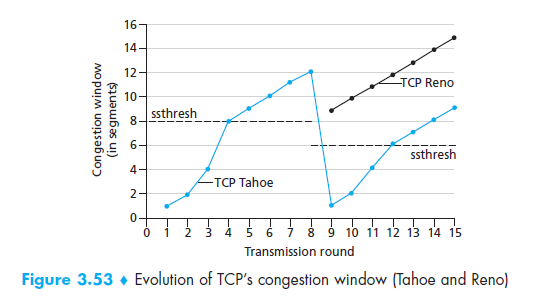 16
14
12
10
8
6
4
2
0
Congestion window
(in segments)
ssthresh
TCP Reno
ssthresh
TCP Tahoe
0 1 2 3 4 5 6 7 8 9 10 11 12 13 14 15
Transmission round
Figure 3.53 ♦ Evolution of TCP's congestion window (Tahoe and Reno)